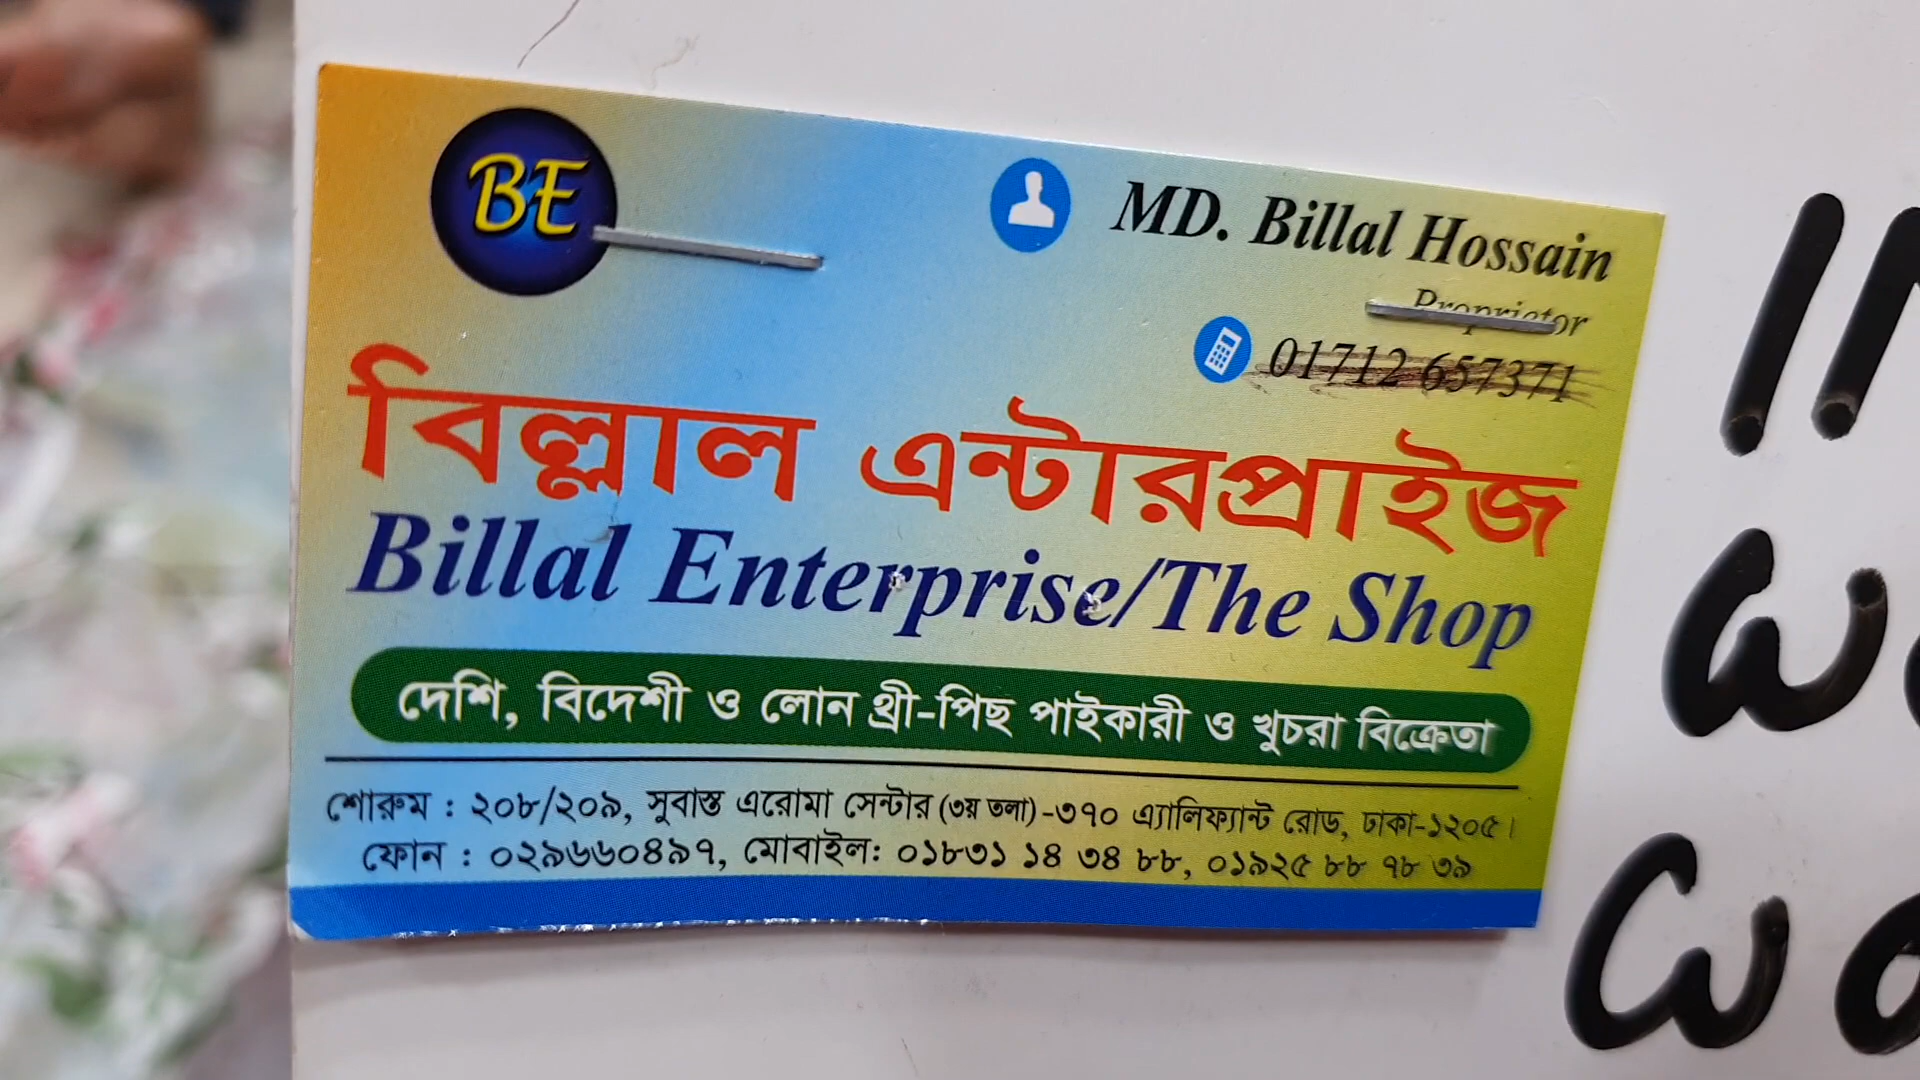 BE
MD. Billal Hossain
Proprietor
01712 657371
বিল্লাল এন্টারপ্রাইজ
Billal Enterprise/The Shop
দেশি, বিদেশী ও লোন থ্রী-পিছ পাইকারী ও খুচরা বিক্রেতা
শোরুম : ২০৮/২০৯, সুবাস্ত এরোমা সেন্টার (৩য় তলা)-৩৭০ এ্যালিফ্যান্ট রোড, ঢাকা-১২০৫।
ফোন : ০২৯৬৬০৪৯৭, মোবাইল: ০১৮৩১ ১৪ ৩৪ ৮৮, ০১৯২৫ ৮৮ ৭৮ ৩৯